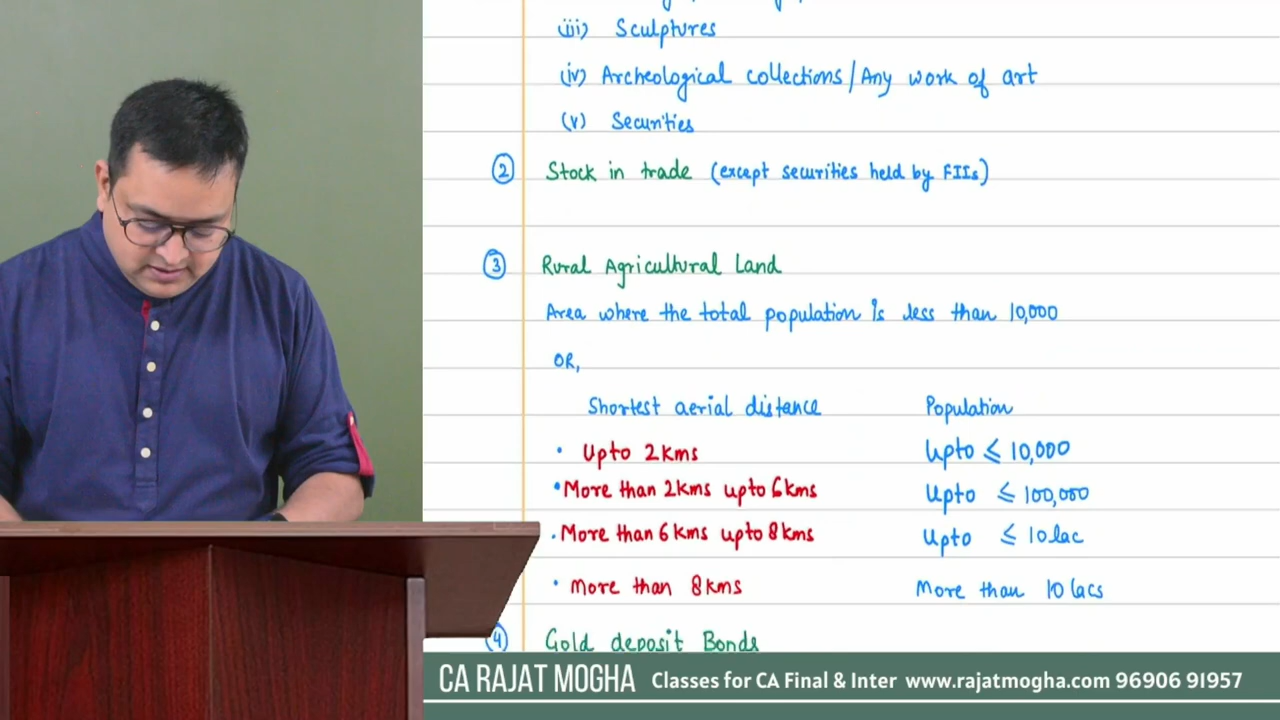 iii) Sculptures
(iv) Archeological collections/Any work of art
(v) Securities
2 Stock in trade (except securities held by FIIs)
3 Rural Agricultural Land
Area where the total population is less than 10,000
OR,
Shortest aerial distance Population
• Upto 2kms Upto ≤ 10,000
• More than 2kms upto 6kms Upto ≤ 100,000
• More than 6 kms upto 8kms Upto ≤ 10 lac
• More than 8kms More than 10 lacs
4 Gold deposit Bonds
CA RAJAT MOGHA Classes for CA Final & Inter www.rajatmogha.com 96906 91957